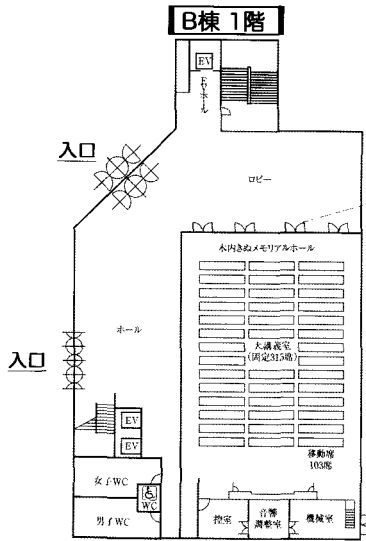 B棟 1階
EV
EVホール
入口
ロビー
木内きぬメモリアルホール
ホール
大講義室
(固定315席)
入口
EV
EV
移動席
103席
女子WC
WC
男子WC
控室
音響
調整室
機械室